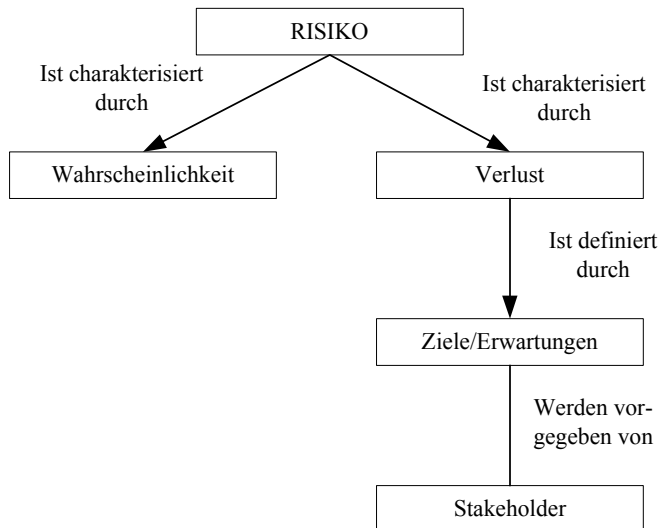 RISIKO
Ist charakterisiert
durch
Ist charakterisiert
durch
Wahrscheinlichkeit
Verlust
Ist definiert
durch
Ziele/Erwartungen
Werden vor-
gegeben von
Stakeholder